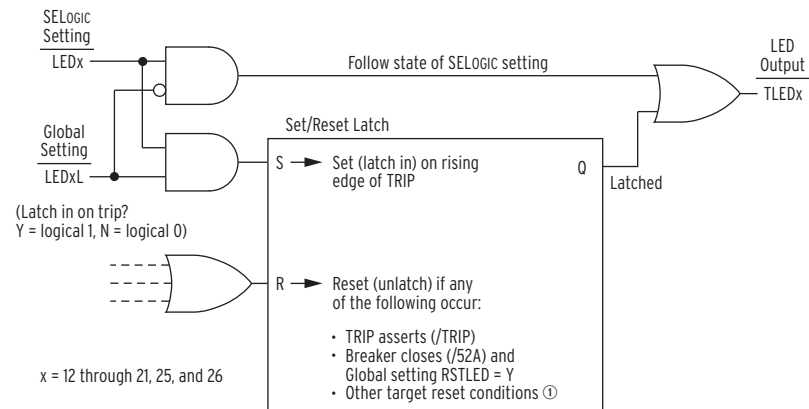 SELOGIC
Setting
LEDx
Follow state of SELOGIC setting
LED
Output
TLEDx
Global
Setting
LEDxL
(Latch in on trip?
Y = logical 1, N = logical 0)
Set/Reset Latch
S
Set (latch in) on rising
edge of TRIP
Q
Latched
R
Reset (unlatch) if any
of the following occur:
• TRIP asserts (/TRIP)
• Breaker closes (/52A) and
Global setting RSTLED = Y
• Other target reset conditions ①
x = 12 through 21, 25, and 26